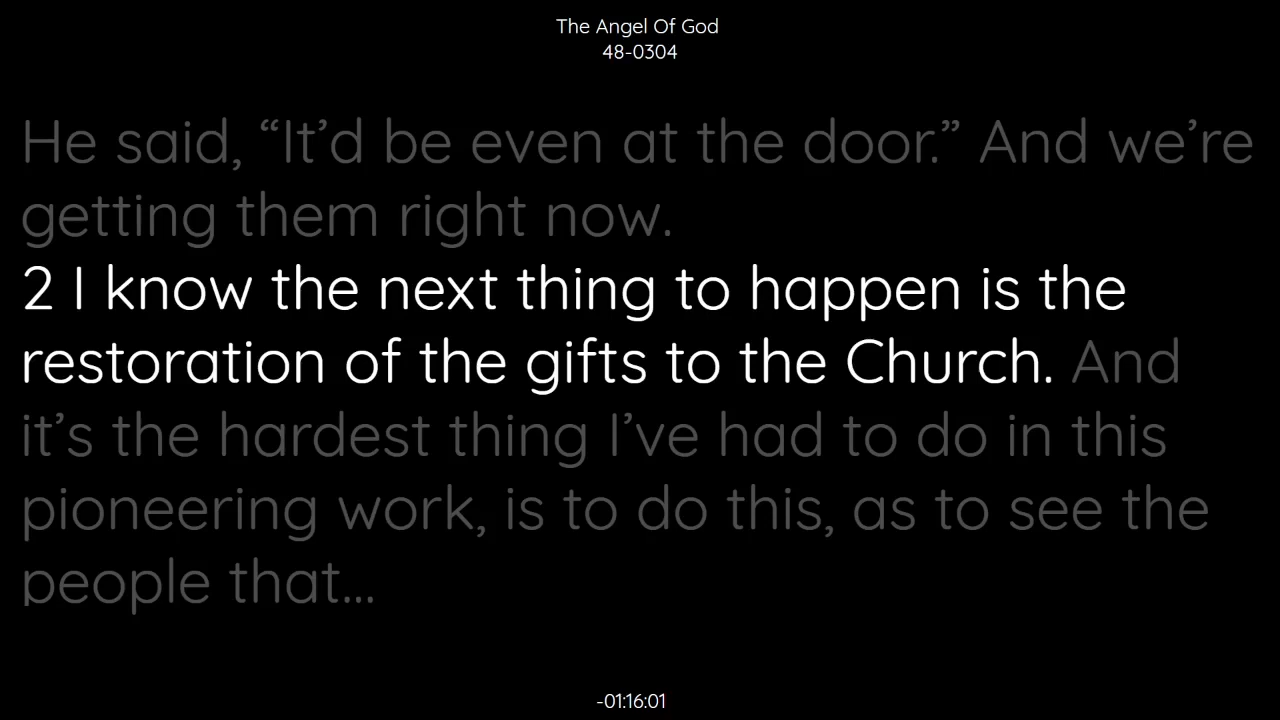 The Angel Of God
48-0304
He said, “It’d be even at the door.” And we’re
getting them right now.
2 I know the next thing to happen is the
restoration of the gifts to the Church. And
it’s the hardest thing I’ve had to do in this
pioneering work, is to do this, as to see the
people that...
-01:16:01